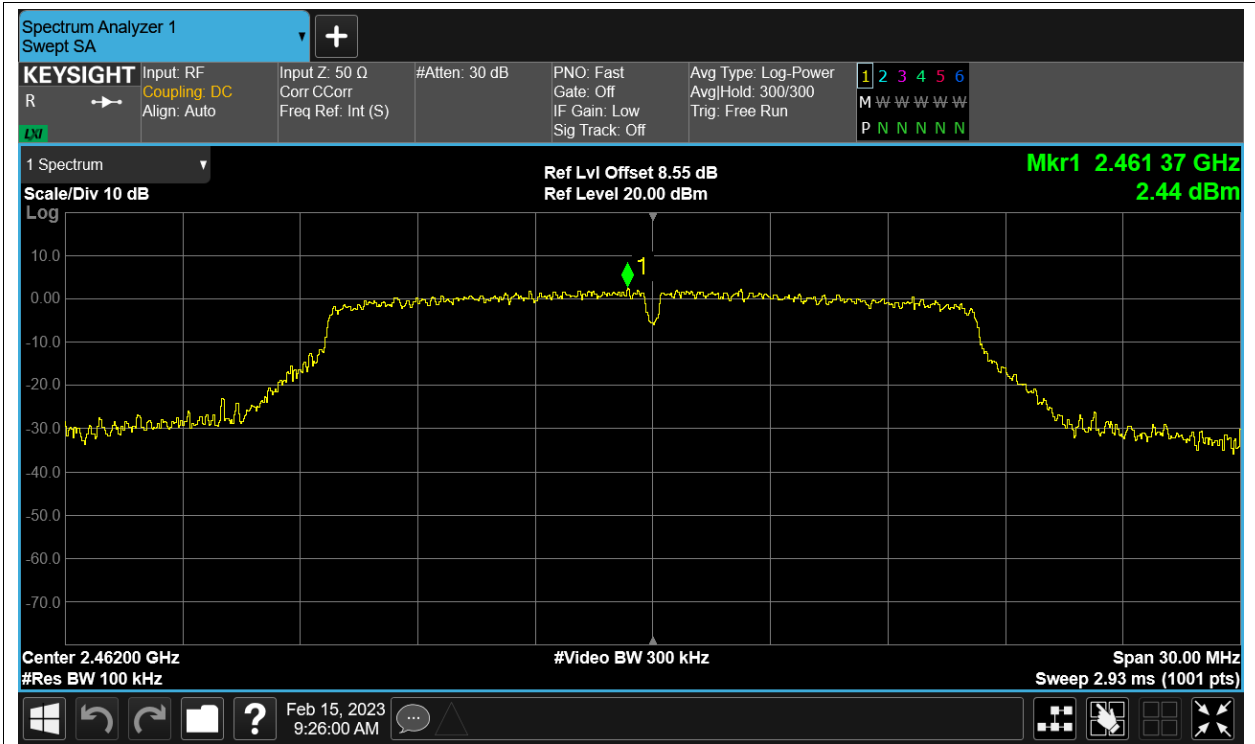 Spectrum Analyzer 1
Swept SA
KEYSIGHT
R
LXI
Input: RF
Coupling: DC
Align: Auto
Input Z: 50 Ω
Corr CCorr
Freq Ref: Int (S)
#Atten: 30 dB
PNO: Fast
Gate: Off
IF Gain: Low
Sig Track: Off
Avg Type: Log-Power
Avg|Hold: 300/300
Trig: Free Run
1 2 3 4 5 6
M W W W W W
P N N N N N
1 Spectrum
Scale/Div 10 dB
Log
Ref Lvl Offset 8.55 dB
Ref Level 20.00 dBm
Mkr1 2.461 37 GHz
2.44 dBm
1
10.0
0.00
-10.0
-20.0
-30.0
-40.0
-50.0
-60.0
-70.0
Center 2.46200 GHz
#Res BW 100 kHz
#Video BW 300 kHz
Span 30.00 MHz
Sweep 2.93 ms (1001 pts)
?
Feb 15, 2023
9:26:00 AM